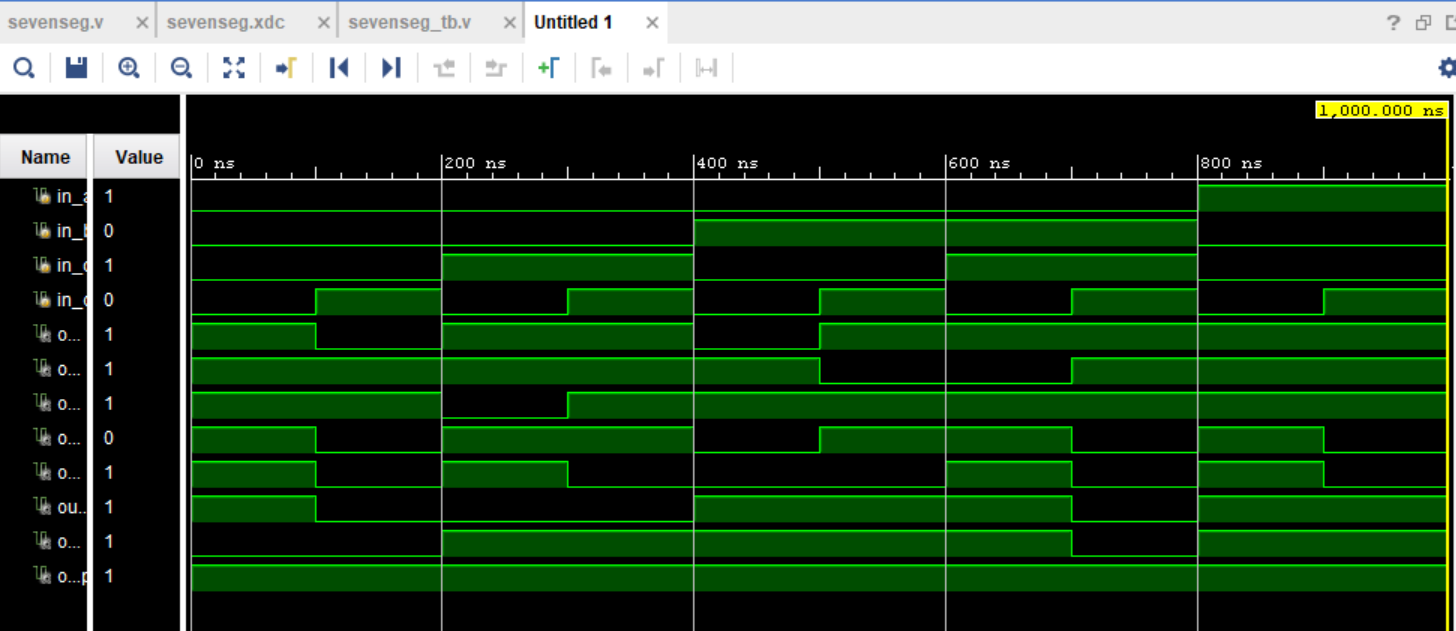 sevenseg.v × sevenseg.xdc × sevenseg_tb.v × Untitled 1 ×
1,000.000 ns
Name Value
0 ns 200 ns 400 ns 600 ns 800 ns
in_a 1
in_b 0
in_c 1
in_d 0
o... 1
o... 1
o... 1
o... 0
o... 1
ou.. 1
o... 1
o...p 1